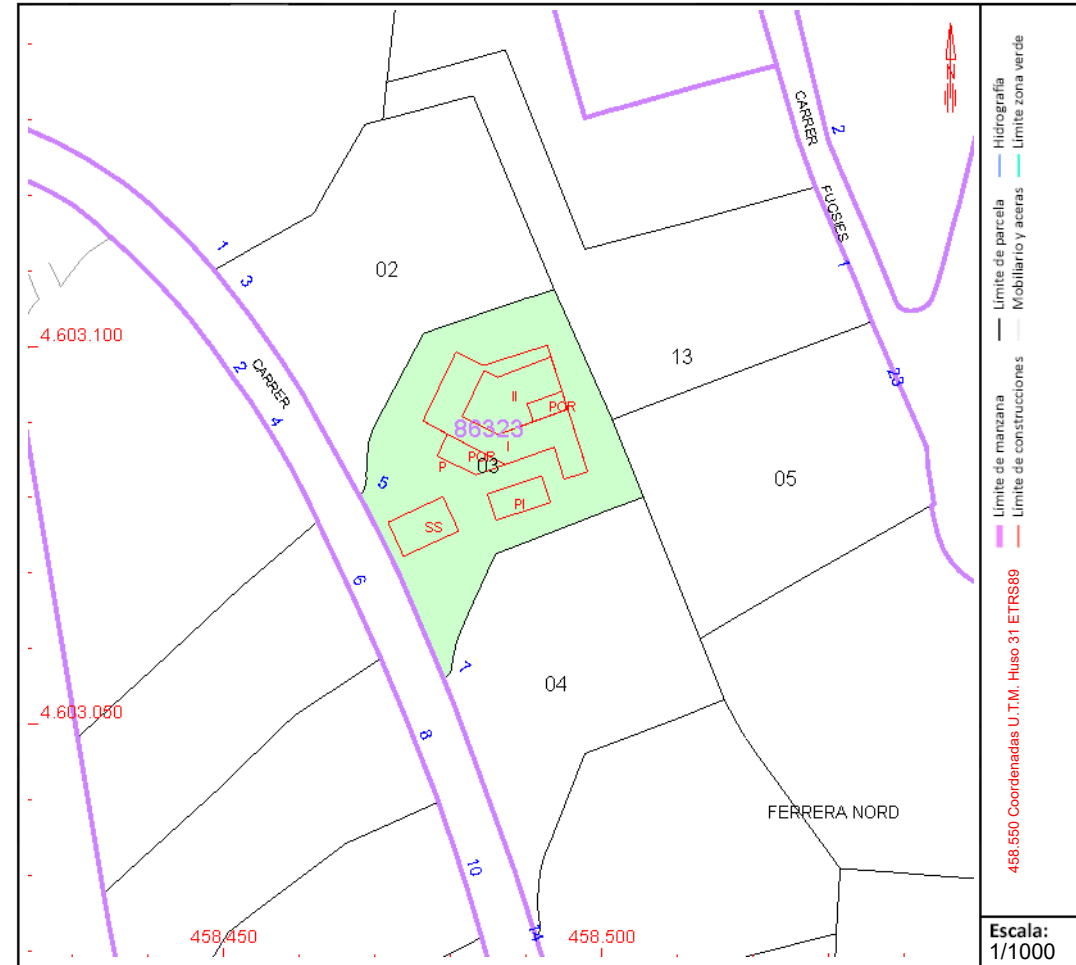 CARRER
2
FUCSIES
1
23
1
3
02
4.603.100
2
CARRER
4
13
II
POR
86323
I
POR
P
03
5
05
PI
SS
6
7
04
4.603.050
8
FERRERA NORD
10
14
458.450
458.500
N
Límite de manzana
Límite de parcela
Hidrografía
Límite de construcciones
Mobiliario y aceras
Límite zona verde
458.550 Coordenadas U.T.M. Huso 31 ETRS89
Escala:
1/1000